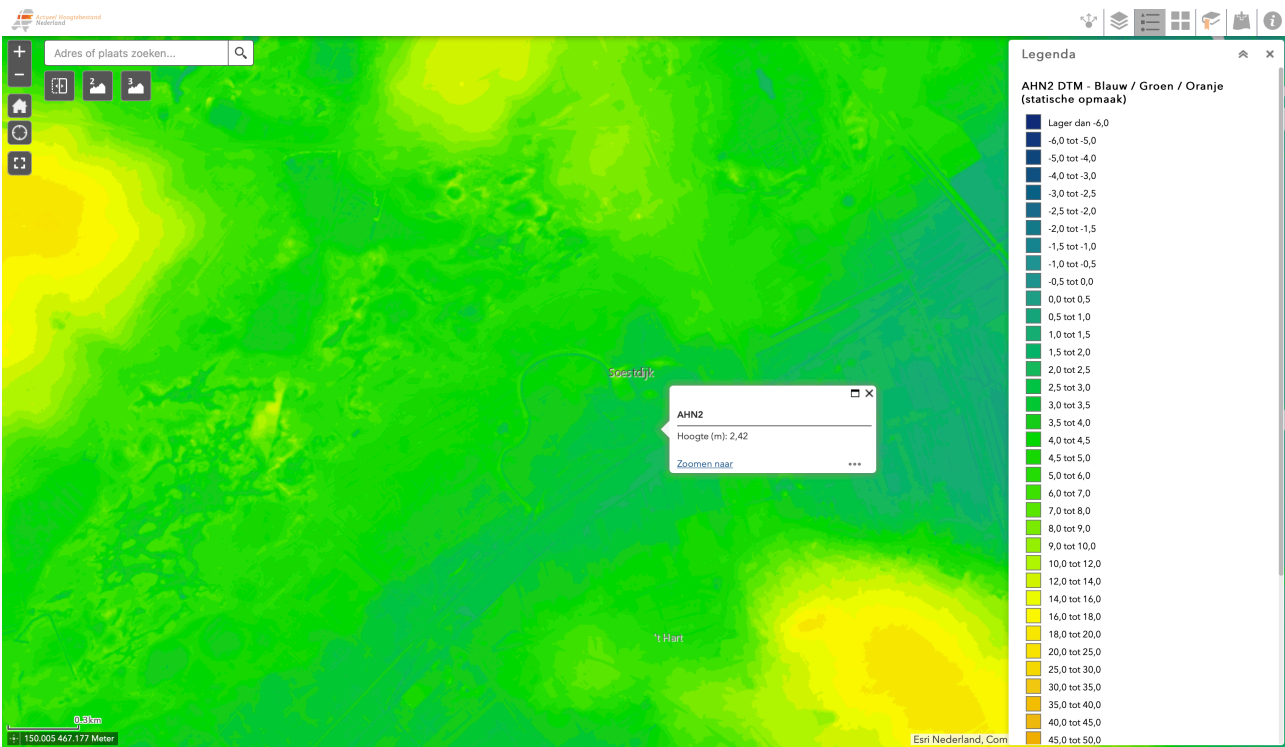 Actueel Hoogtebestand
Nederland
Adres of plaats zoeken...
2
3
Soestdijk
AHN2
Hoogte (m): 2,42
Zoomen naar
't Hart
0.3km
150.005 467.177 Meter
Esri Nederland, Com
Legenda
AHN2 DTM - Blauw / Groen / Oranje
(statische opmaak)
Lager dan -6,0
-6,0 tot -5,0
-5,0 tot -4,0
-4,0 tot -3,0
-3,0 tot -2,5
-2,5 tot -2,0
-2,0 tot -1,5
-1,5 tot -1,0
-1,0 tot -0,5
-0,5 tot 0,0
0,0 tot 0,5
0,5 tot 1,0
1,0 tot 1,5
1,5 tot 2,0
2,0 tot 2,5
2,5 tot 3,0
3,0 tot 3,5
3,5 tot 4,0
4,0 tot 4,5
4,5 tot 5,0
5,0 tot 6,0
6,0 tot 7,0
7,0 tot 8,0
8,0 tot 9,0
9,0 tot 10,0
10,0 tot 12,0
12,0 tot 14,0
14,0 tot 16,0
16,0 tot 18,0
18,0 tot 20,0
20,0 tot 25,0
25,0 tot 30,0
30,0 tot 35,0
35,0 tot 40,0
40,0 tot 45,0
45,0 tot 50,0